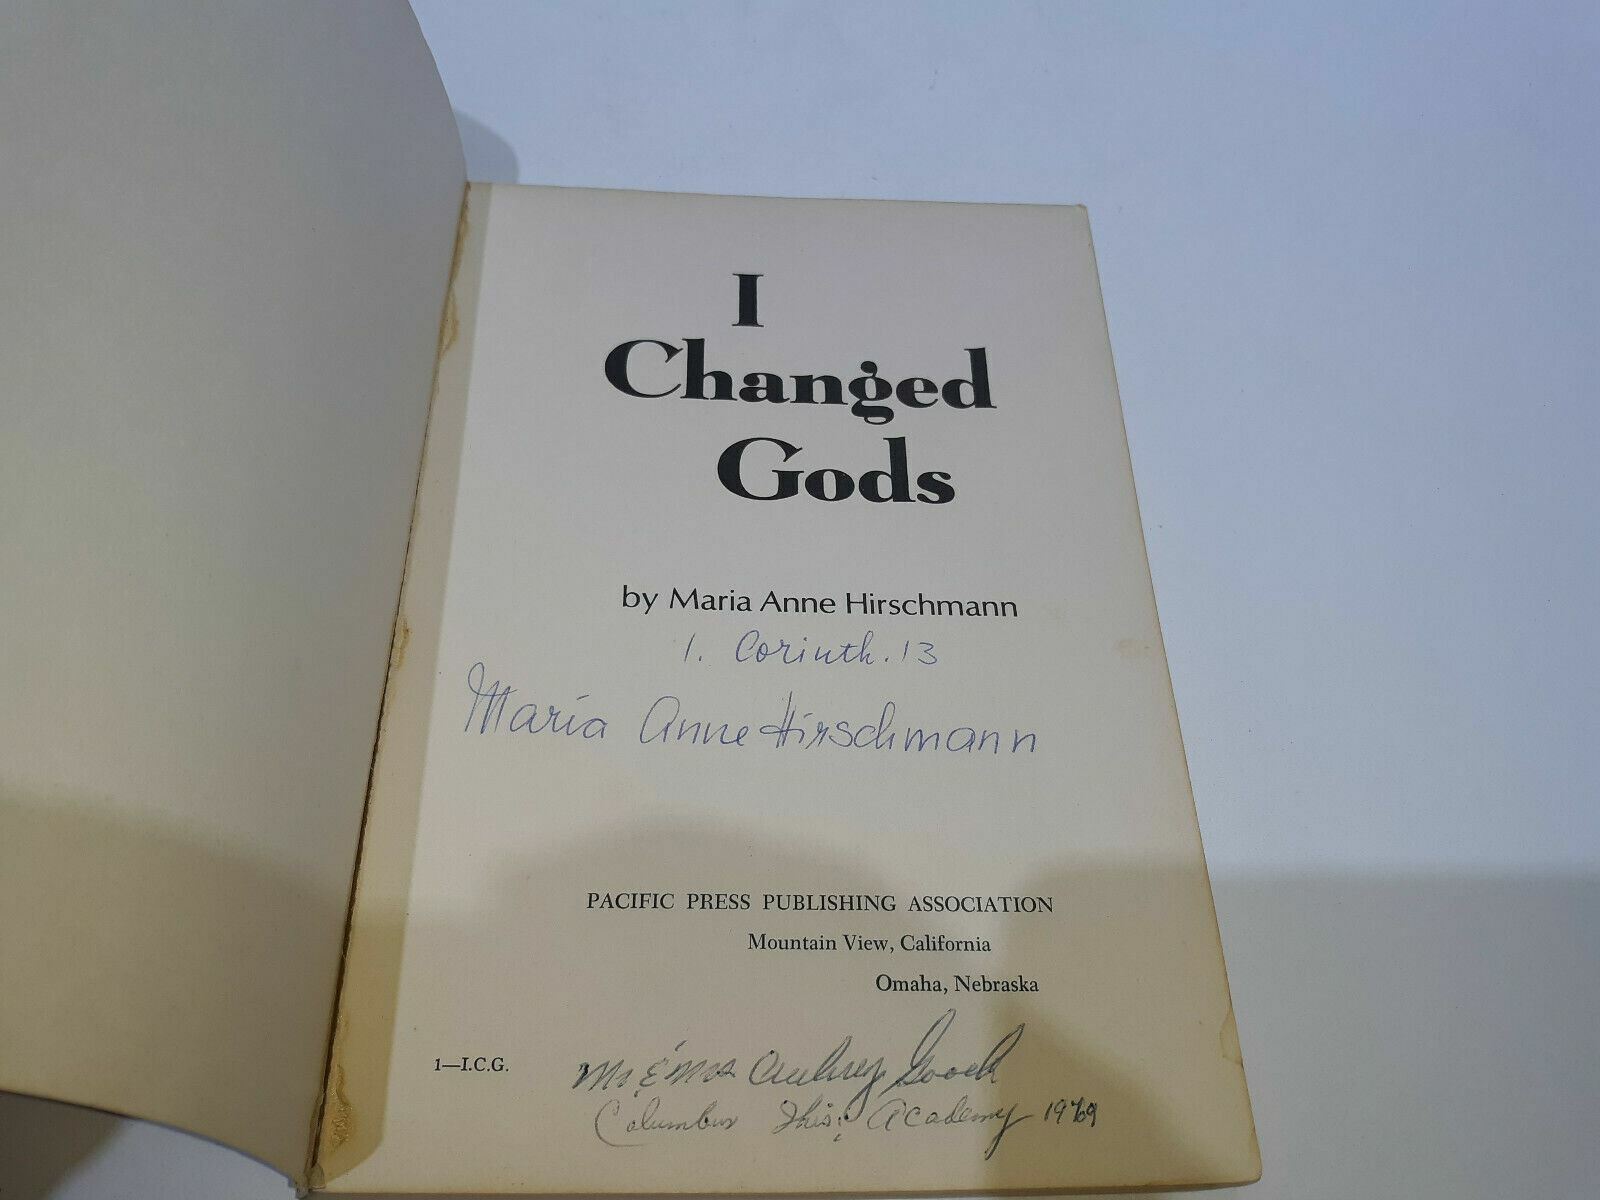 I
Changed
Gods
by Maria Anne Hirschmann
1. Corinth. 13
Maria Anne Hirschmann
PACIFIC PRESS PUBLISHING ASSOCIATION
Mountain View, California
Omaha, Nebraska
1—I.C.G.
Mr & Mrs Aubrey Gooch
Columbus Academy 1969